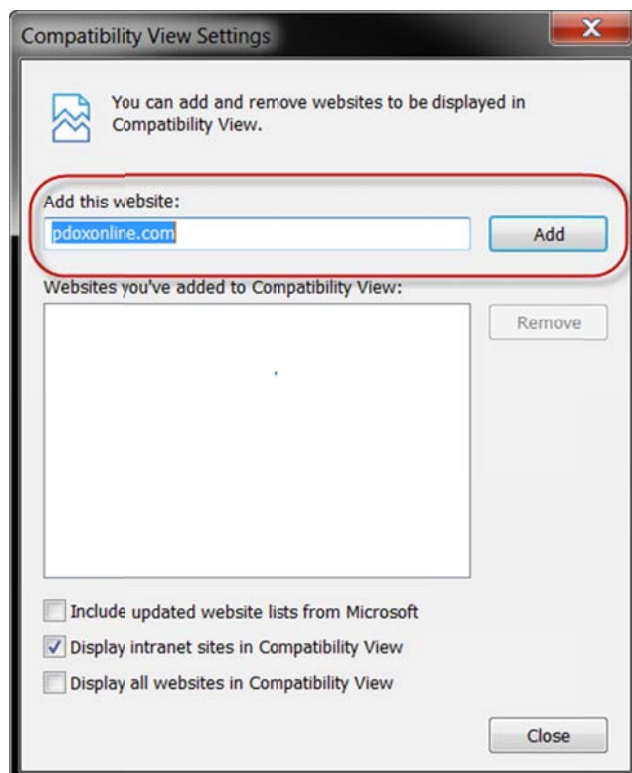 Compatibility View Settings
You can add and remove websites to be displayed in
Compatibility View.
Add this website:
pdoxonline.com
Add
Websites you've added to Compatibility View:
Remove
Include updated website lists from Microsoft
Display intranet sites in Compatibility View
Display all websites in Compatibility View
Close